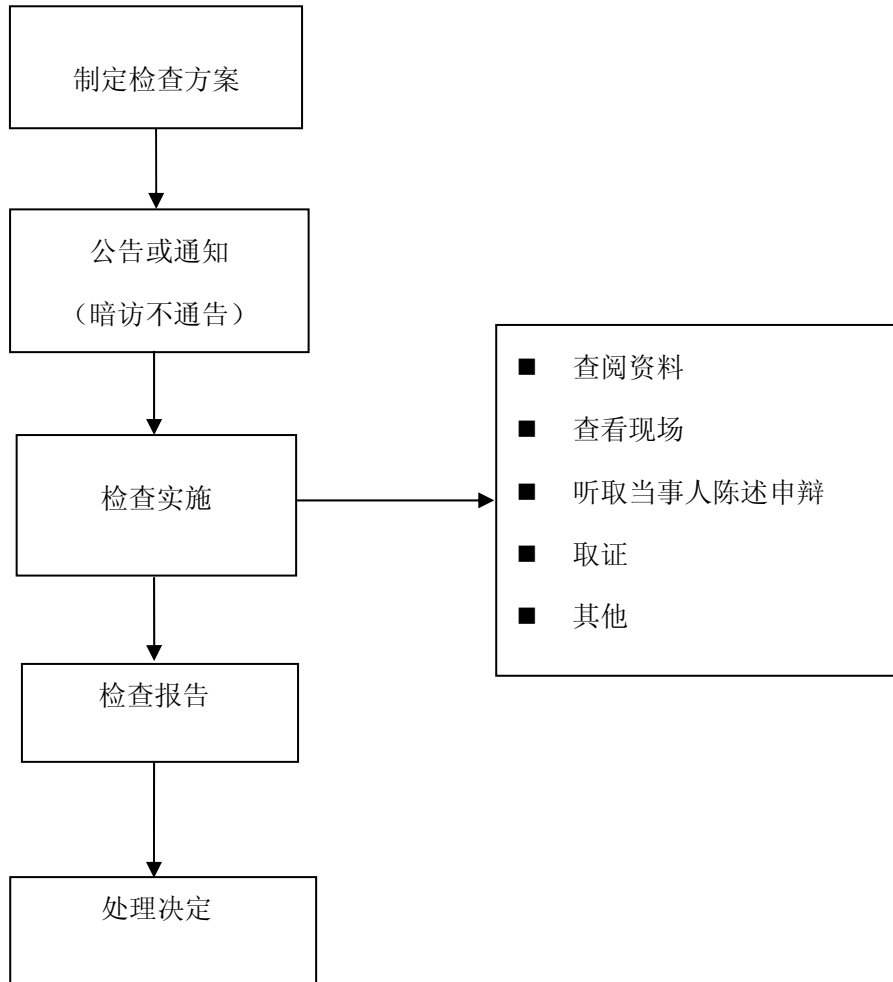 制定检查方案
公告或通知
（暗访不通告）
检查实施
■ 查阅资料
■ 查看现场
■ 听取当事人陈述申辩
■ 取证
■ 其他
检查报告
处理决定